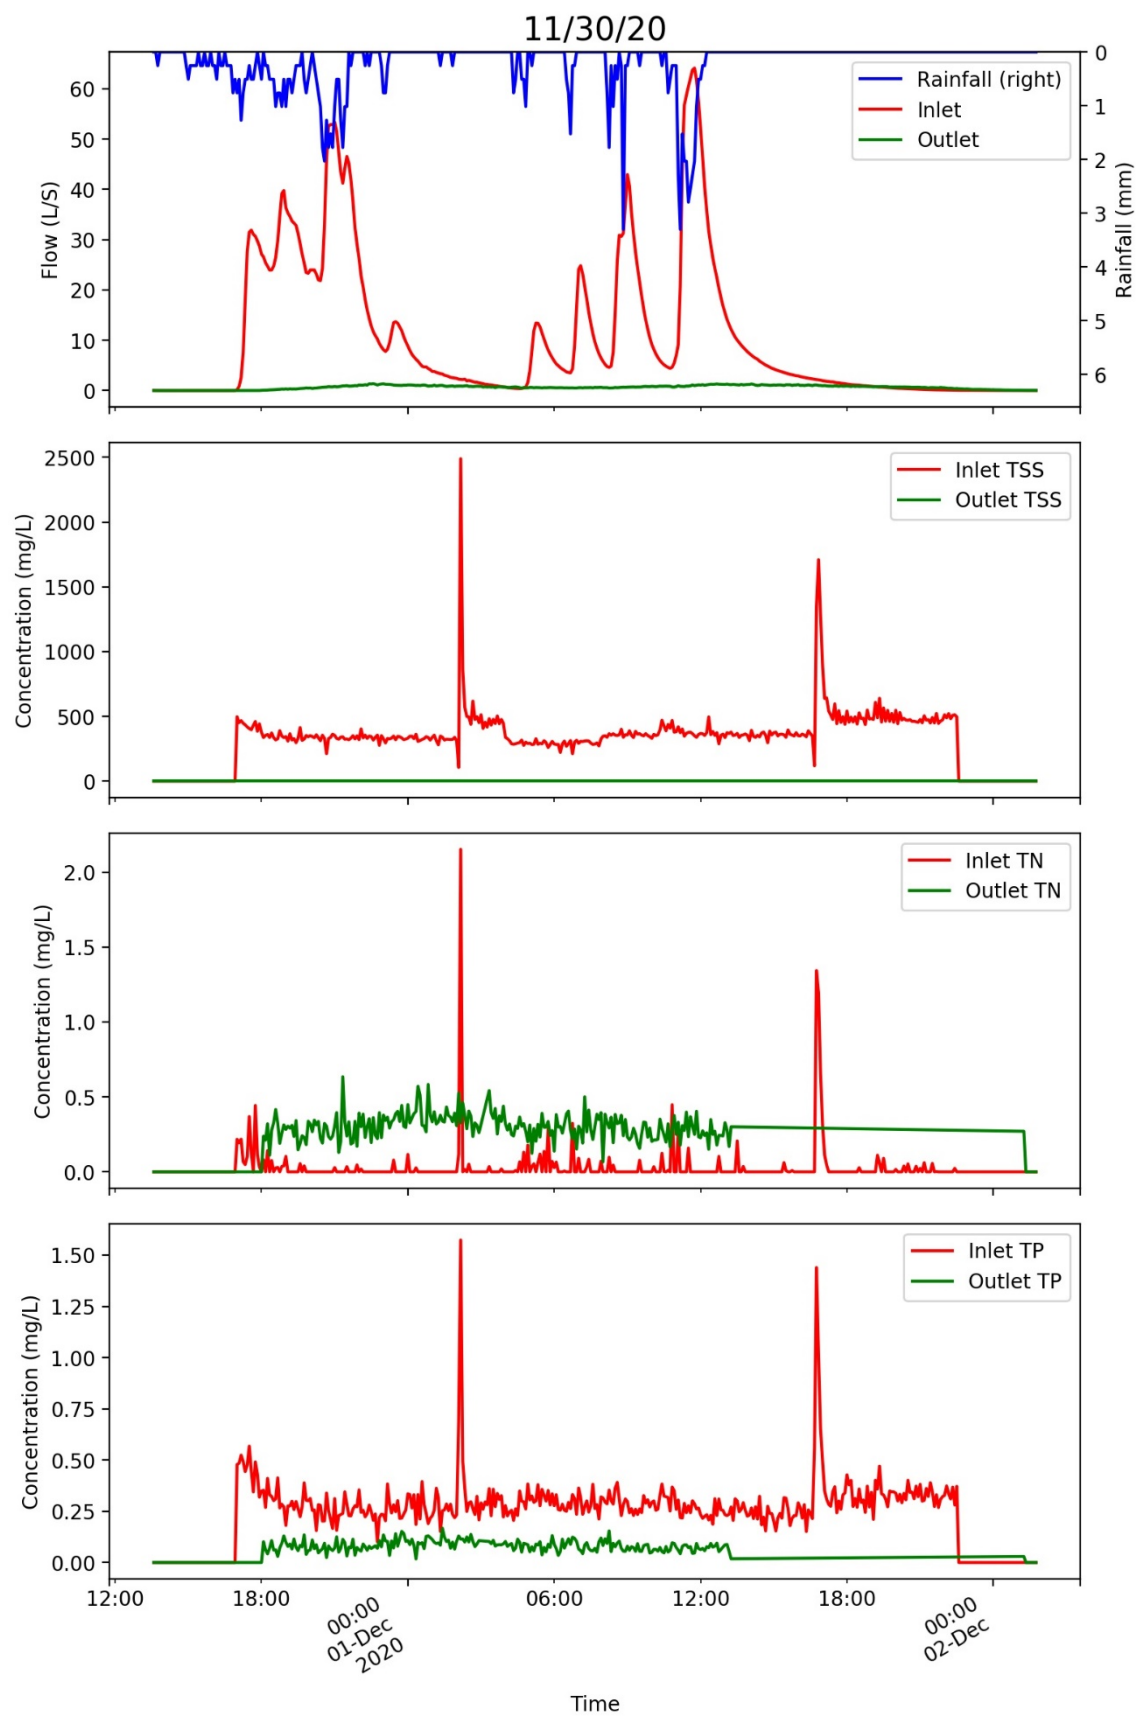 11/30/20
Rainfall (right)
Inlet
Outlet
60
50
40
30
20
10
0
Flow (L/S)
0
1
2
3
4
5
6
Rainfall (mm)
Inlet TSS
Outlet TSS
2500
2000
1500
1000
500
0
Concentration (mg/L)
Inlet TN
Outlet TN
2.0
1.5
1.0
0.5
0.0
Concentration (mg/L)
Inlet TP
Outlet TP
1.50
1.25
1.00
0.75
0.50
0.25
0.00
Concentration (mg/L)
12:00
18:00
00:00
01-Dec
2020
06:00
12:00
18:00
00:00
02-Dec
Time